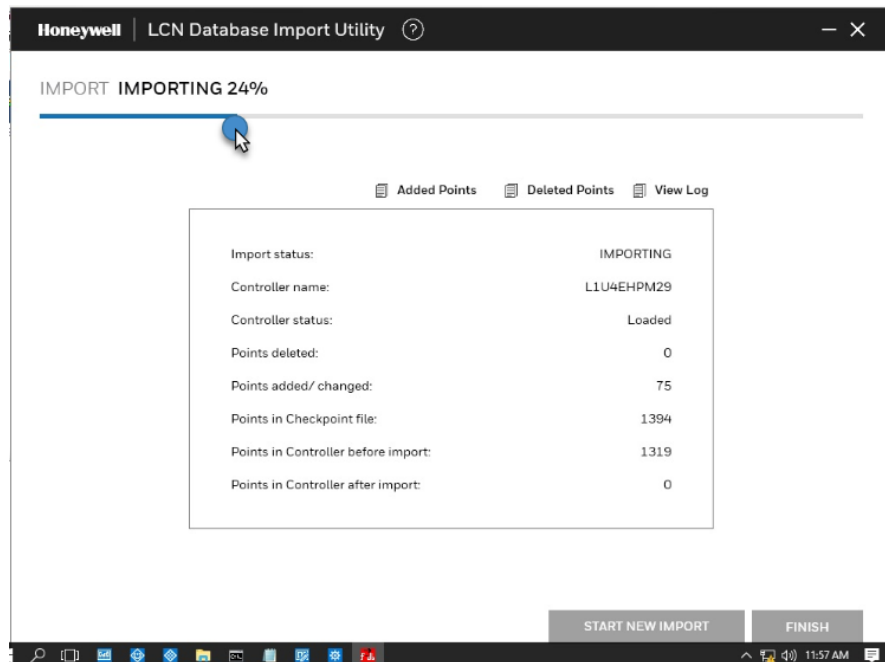 Honeywell LCN Database Import Utility ?
IMPORT IMPORTING 24%
Added Points Deleted Points View Log
Import status: IMPORTING
Controller name: L1U4EHPM29
Controller status: Loaded
Points deleted: 0
Points added/ changed: 75
Points in Checkpoint file: 1394
Points in Controller before import: 1319
Points in Controller after import: 0
START NEW IMPORT FINISH
11:57 AM